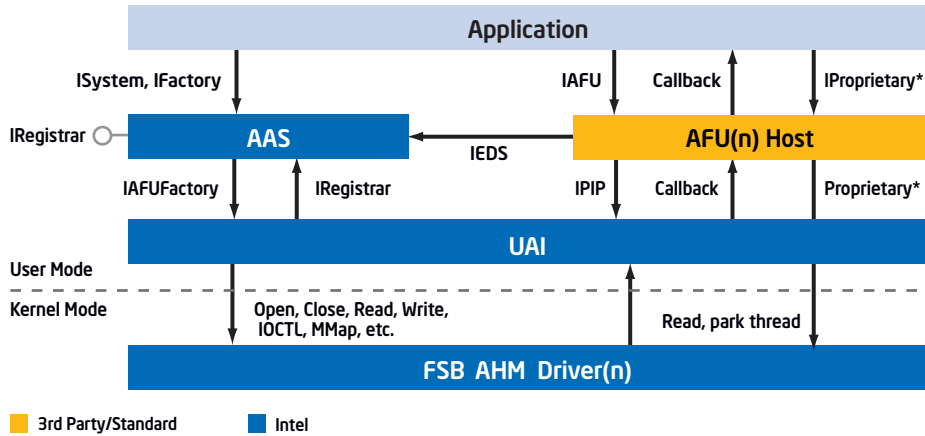 Application
ISystem, IFactory
IAFU
Callback
IProprietary*
IRegistrar
AAS
IEDS
AFU(n) Host
IAFUFactory
IRegistrar
IPIP
Callback
Proprietary*
UAI
User Mode
Kernel Mode
Open, Close, Read, Write,
IOCTL, MMap, etc.
Read, park thread
FSB AHM Driver(n)
3rd Party/Standard
Intel